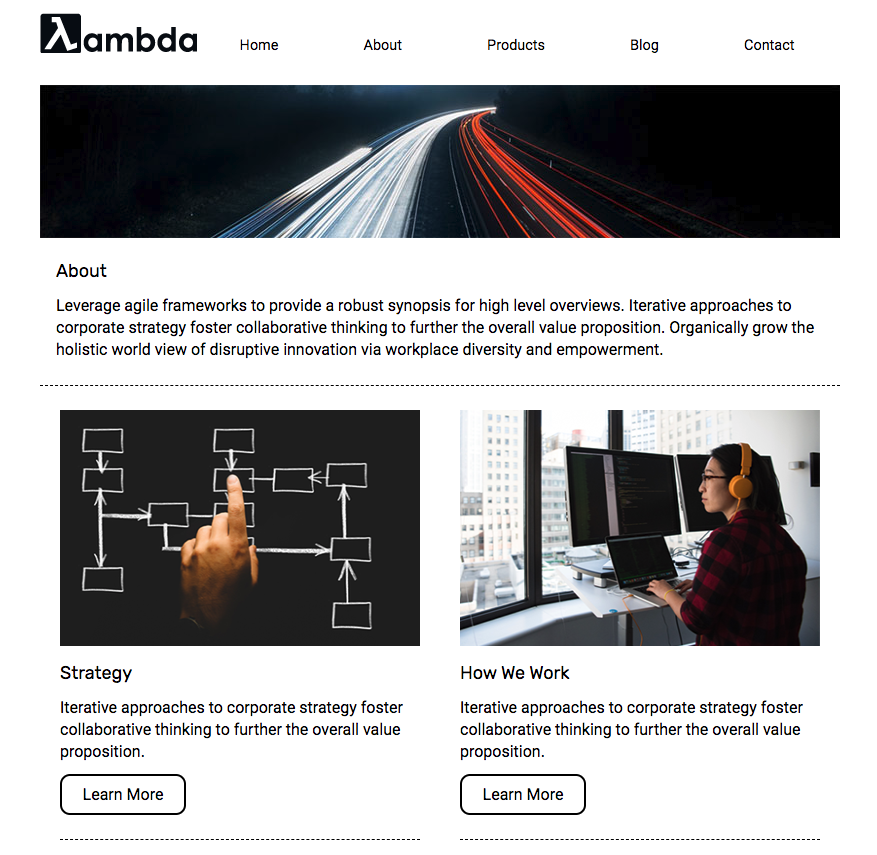 λambda
Home
About
Products
Blog
Contact
About
Leverage agile frameworks to provide a robust synopsis for high level overviews. Iterative approaches to
corporate strategy foster collaborative thinking to further the overall value proposition. Organically grow the
holistic world view of disruptive innovation via workplace diversity and empowerment.
Strategy
Iterative approaches to corporate strategy foster
collaborative thinking to further the overall value
proposition.
Learn More
How We Work
Iterative approaches to corporate strategy foster
collaborative thinking to further the overall value
proposition.
Learn More